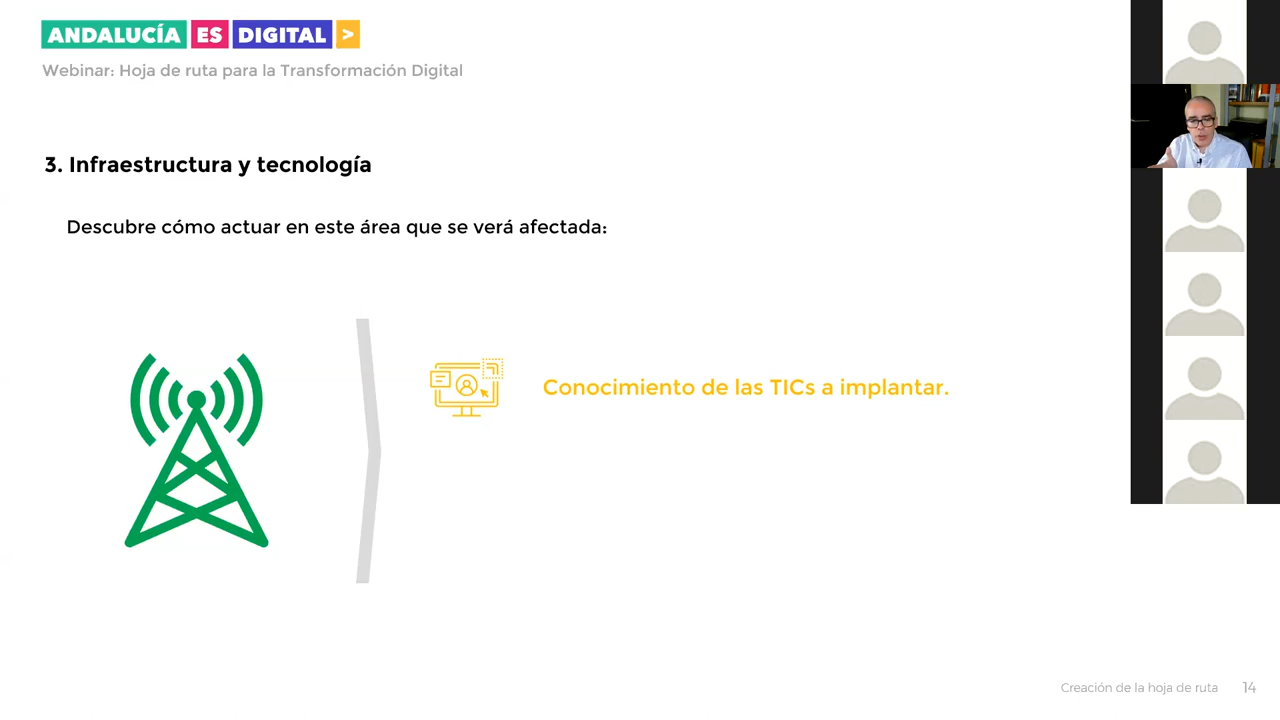 ANDALUCÍA ES DIGITAL >
Webinar: Hoja de ruta para la Transformación Digital
3. Infraestructura y tecnología
Descubre cómo actuar en este área que se verá afectada:
Conocimiento de las TICs a implantar.
Creación de la hoja de ruta 14